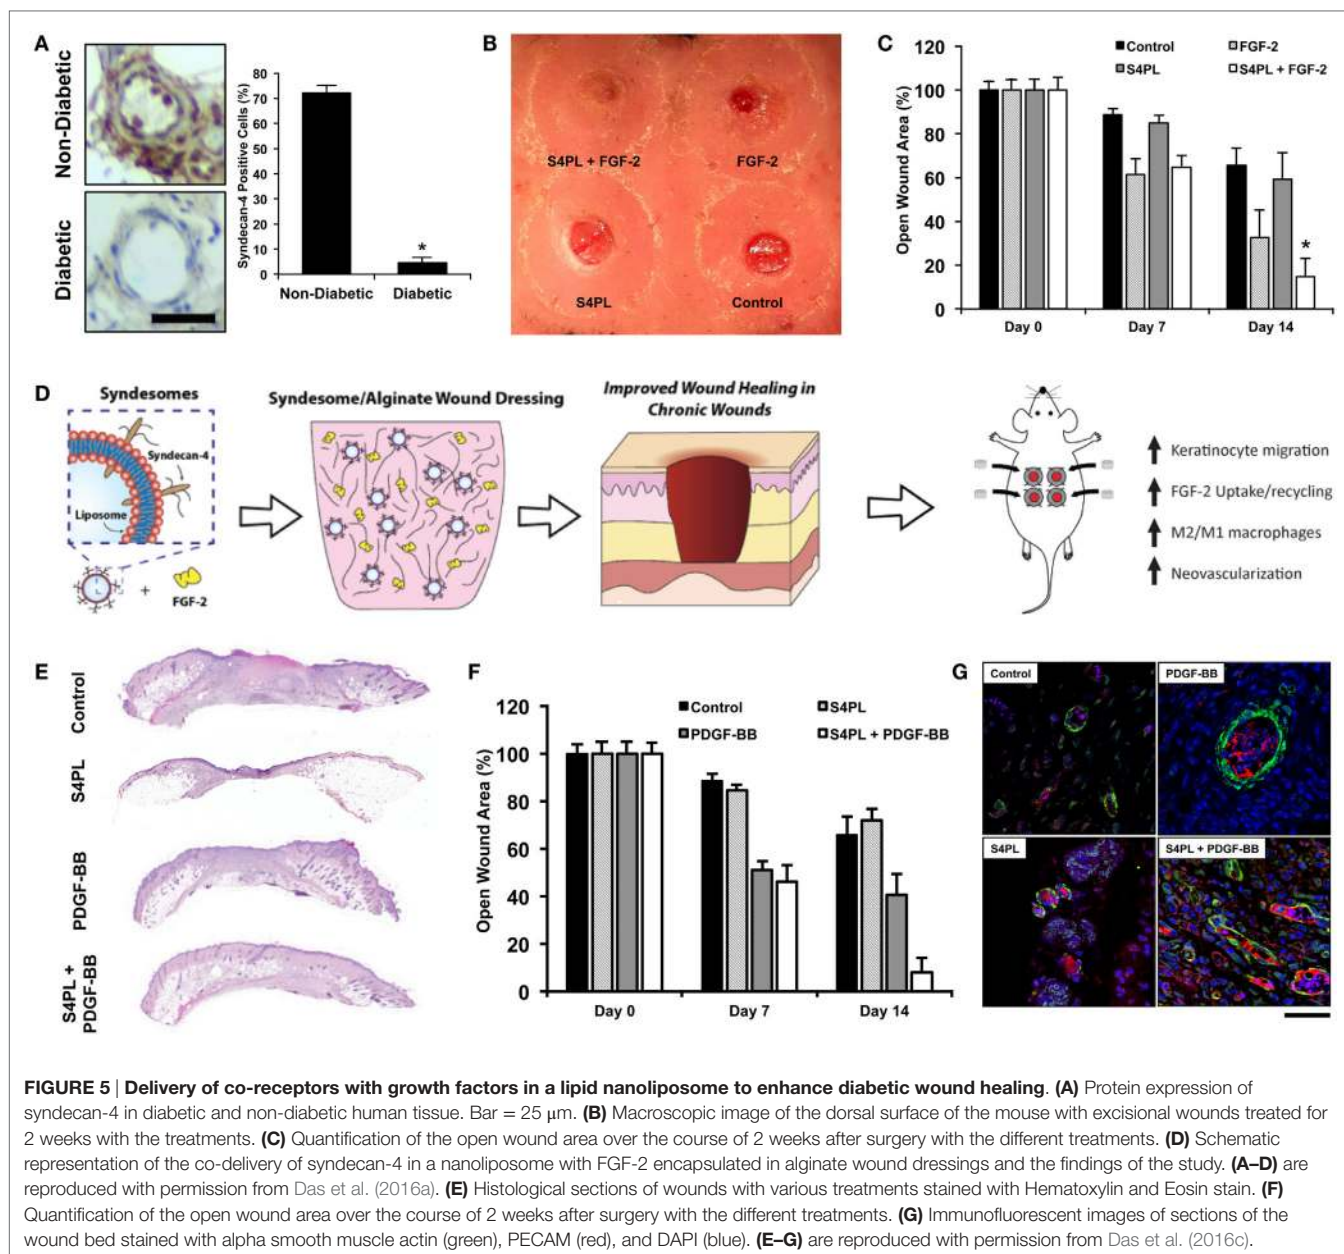 A
Non-Diabetic
Diabetic
Syndecan-4 Positive Cells (%)
80
70
60
50
40
30
20
10
0
*
Non-Diabetic
Diabetic
B
S4PL + FGF-2
FGF-2
S4PL
Control
C
Control
FGF-2
S4PL
S4PL + FGF-2
Open Wound Area (%)
120
100
80
60
40
20
0
*
Day 0
Day 7
Day 14
D
Syndesomes
Syndecan-4
Liposome
+
FGF-2
Syndesome/Alginate Wound Dressing
Improved Wound Healing in
Chronic Wounds
Keratinocyte migration
FGF-2 Uptake/recycling
M2/M1 macrophages
Neovascularization
E
Control
S4PL
PDGF-BB
S4PL +
PDGF-BB
F
Control
S4PL
PDGF-BB
S4PL + PDGF-BB
Open Wound Area (%)
120
100
80
60
40
20
0
Day 0
Day 7
Day 14
G
Control
PDGF-BB
S4PL
S4PL + PDGF-BB
FIGURE 5 | Delivery of co-receptors with growth factors in a lipid nanoliposome to enhance diabetic wound healing. (A) Protein expression of
syndecan-4 in diabetic and non-diabetic human tissue. Bar = 25 μm. (B) Macroscopic image of the dorsal surface of the mouse with excisional wounds treated for
2 weeks with the treatments. (C) Quantification of the open wound area over the course of 2 weeks after surgery with the different treatments. (D) Schematic
representation of the co-delivery of syndecan-4 in a nanoliposome with FGF-2 encapsulated in alginate wound dressings and the findings of the study. (A–D) are
reproduced with permission from Das et al. (2016a). (E) Histological sections of wounds with various treatments stained with Hematoxylin and Eosin stain. (F)
Quantification of the open wound area over the course of 2 weeks after surgery with the different treatments. (G) Immunofluorescent images of sections of the
wound bed stained with alpha smooth muscle actin (green), PECAM (red), and DAPI (blue). (E–G) are reproduced with permission from Das et al. (2016c).